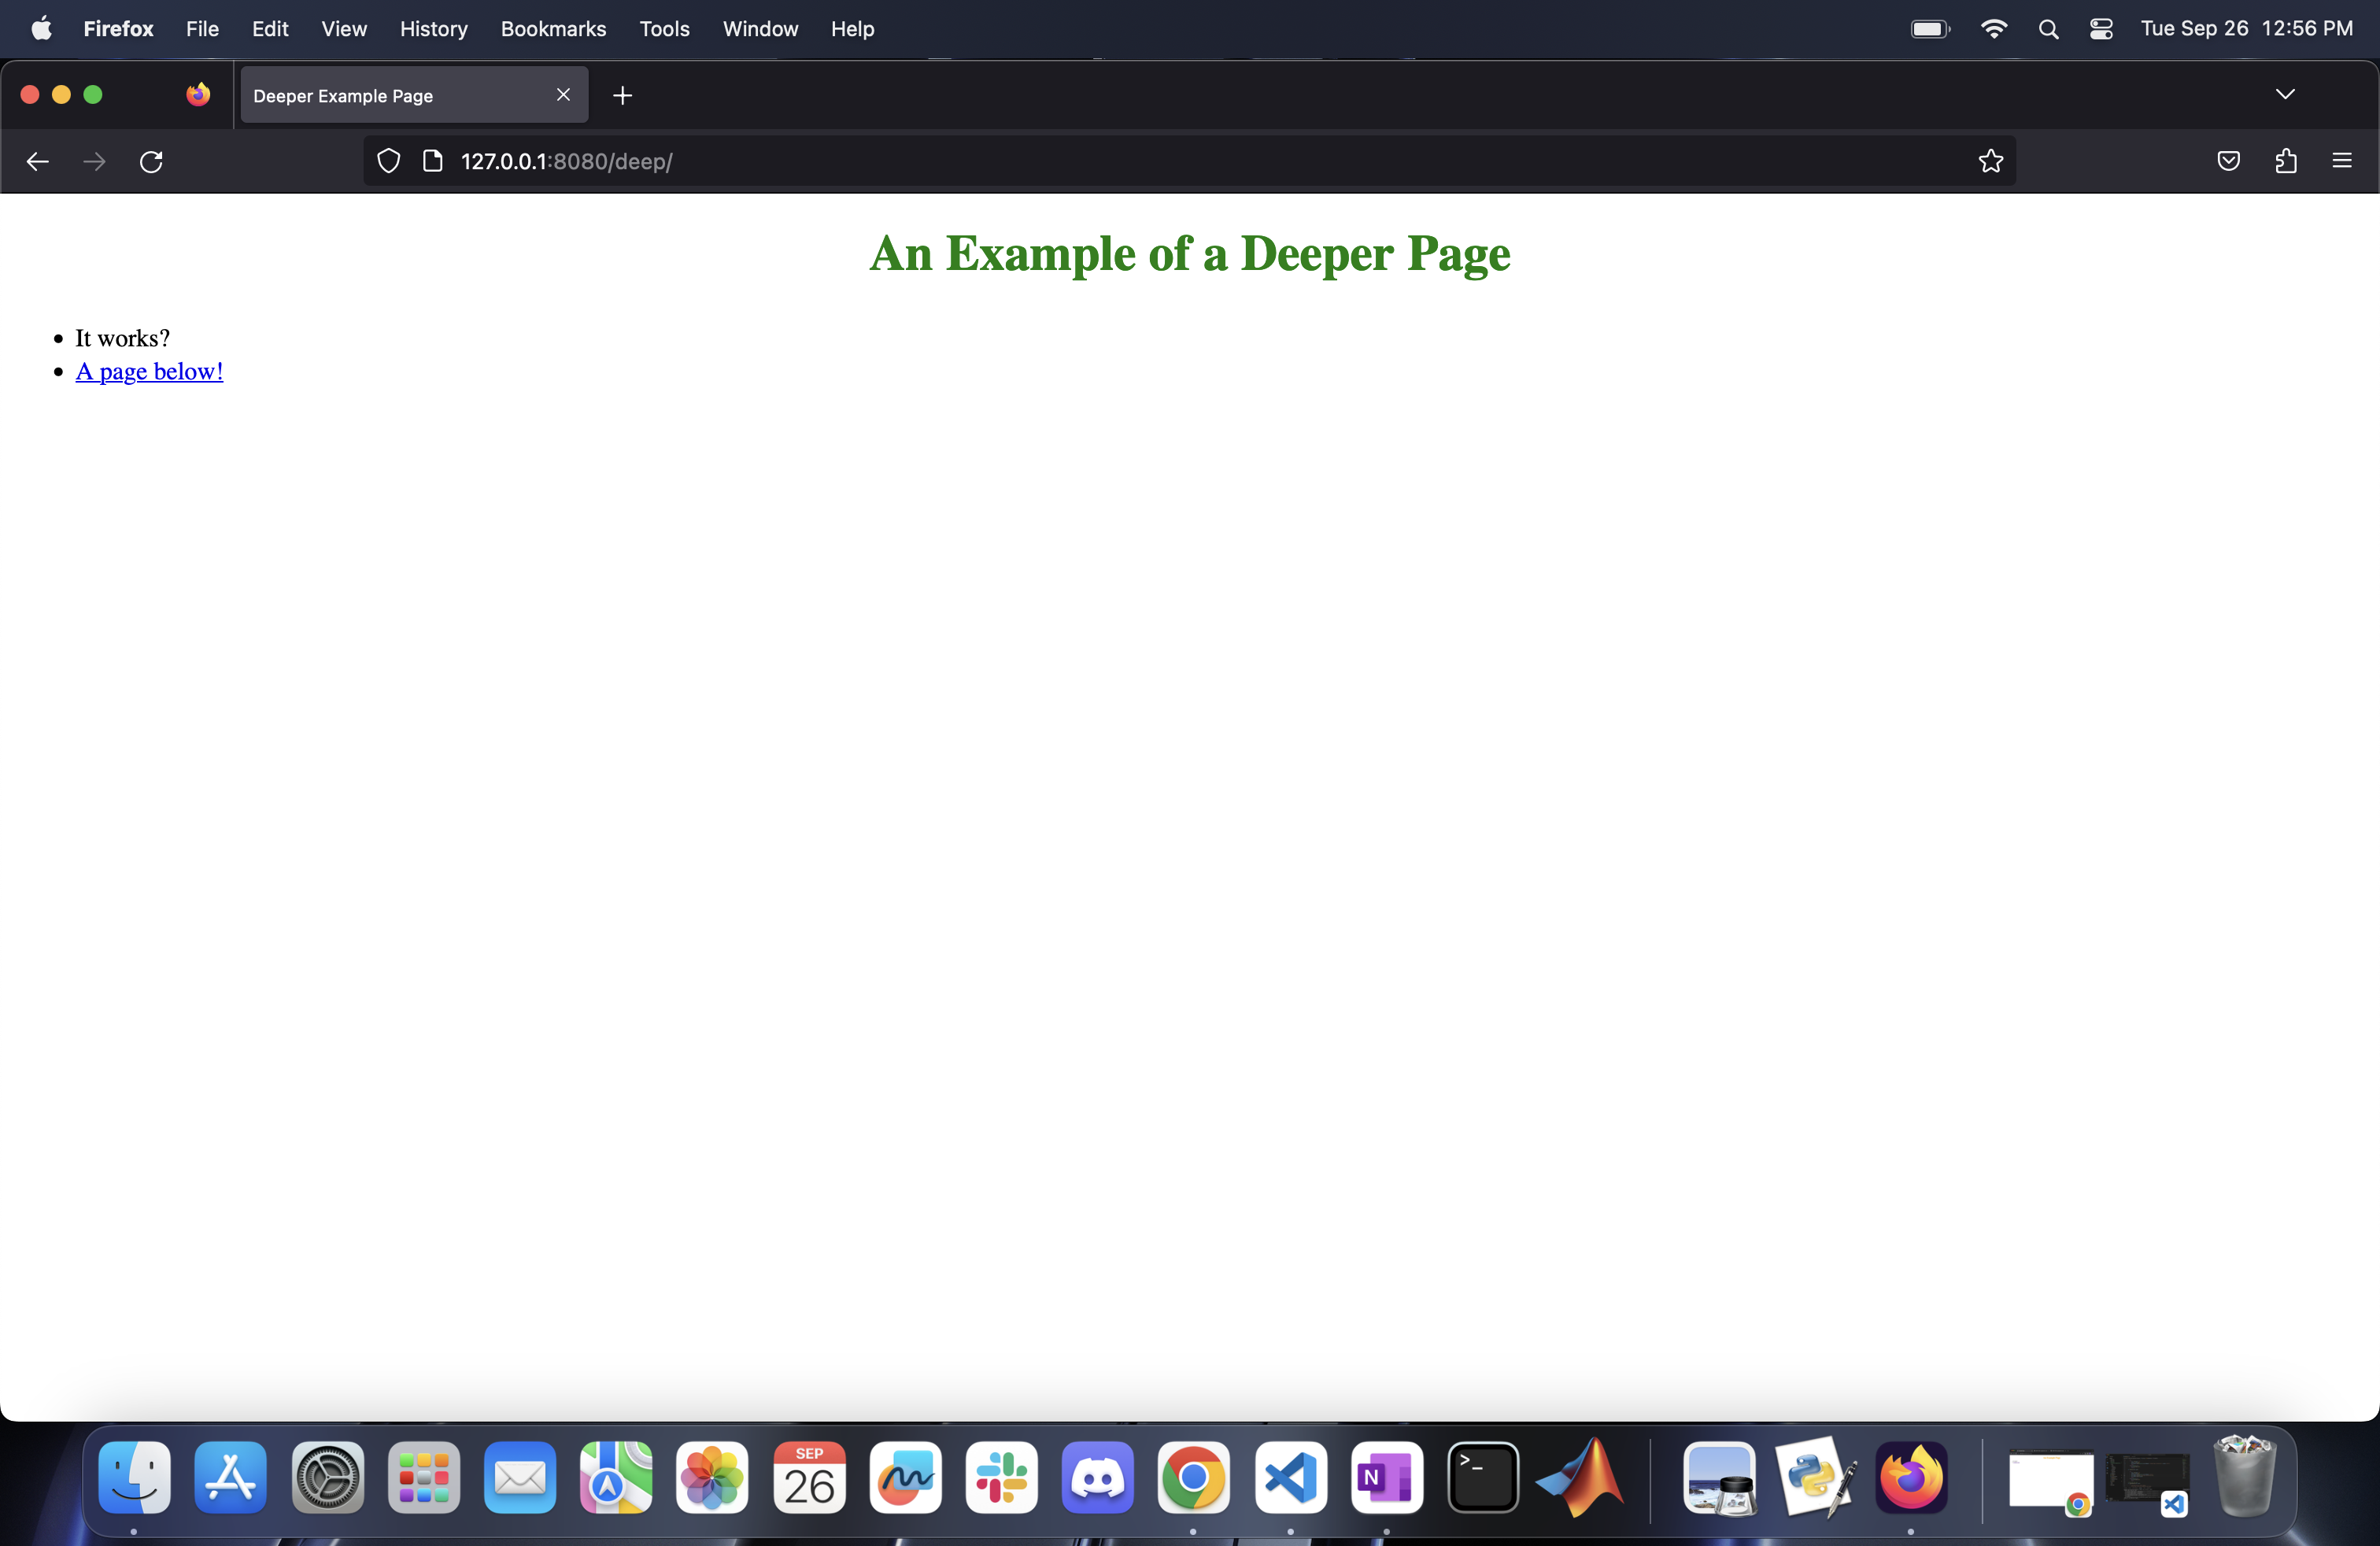 Firefox File Edit View History Bookmarks Tools Window Help Tue Sep 26 12:56 PM
Deeper Example Page
127.0.0.1:8080/deep/
An Example of a Deeper Page
It works?
A page below!
SEP
26
N
>_